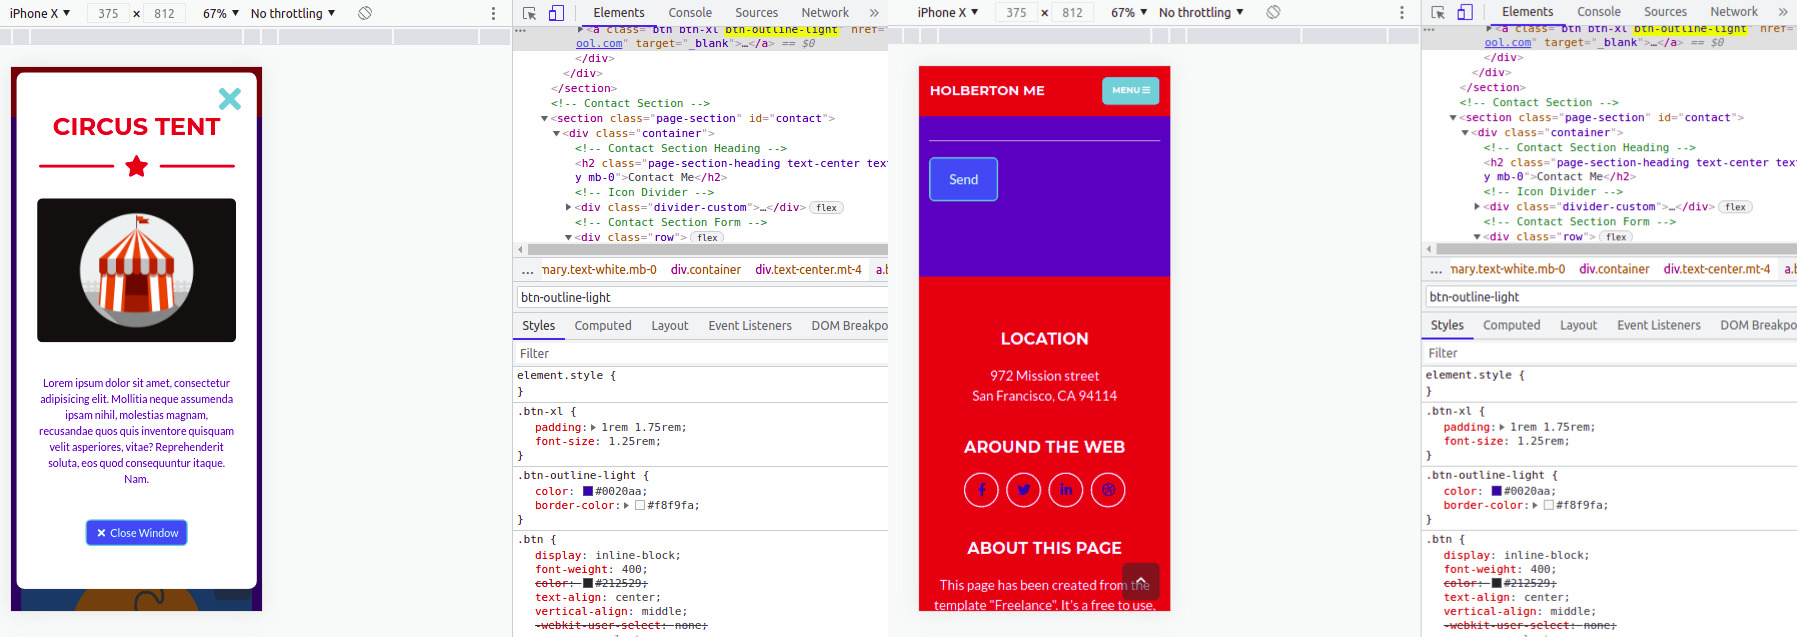 iPhone X ▼ 375 × 812 67% ▼ No throttling ▼
CIRCUS TENT
Lorem ipsum dolor sit amet, consectetur
adipisicing elit. Mollitia neque assumenda
ipsam nihil, molestias magnam,
recusandae quos quis inventore quisquam
velit asperiores, vitae? Reprehenderit
soluta, eos quod consequuntur itaque.
Nam.
× Close Window
Elements Console Sources Network »
<a class="btn btn-xl btn-outline-light" href=
ool.com" target="_blank">…</a> == $0
</div>
</div>
</section>
<!-- Contact Section -->
<section class="page-section" id="contact">
<div class="container">
<!-- Contact Section Heading -->
<h2 class="page-section-heading text-center tex
y mb-0">Contact Me</h2>
<!-- Icon Divider -->
<div class="divider-custom">…</div> flex
<!-- Contact Section Form -->
<div class="row"> flex
… mary.text-white.mb-0 div.container div.text-center.mt-4 a.b
btn-outline-light
Styles Computed Layout Event Listeners DOM Breakpo
Filter
element.style {
}
.btn-xl {
padding: 1rem 1.75rem;
font-size: 1.25rem;
}
.btn-outline-light {
color: #0020aa;
border-color: #f8f9fa;
}
.btn {
display: inline-block;
font-weight: 400;
color: #212529;
text-align: center;
vertical-align: middle;
-webkit-user-select: none;
iPhone X ▼ 375 × 812 67% ▼ No throttling ▼
HOLBERTON ME
MENU
Send
LOCATION
972 Mission street
San Francisco, CA 94114
AROUND THE WEB
ABOUT THIS PAGE
This page has been created from the
template "Freelance". It's a free to use,
Elements Console Sources Network »
<a class="btn btn-xl btn-outline-light" href=
ool.com" target="_blank">…</a> == $0
</div>
</div>
</section>
<!-- Contact Section -->
<section class="page-section" id="contact">
<div class="container">
<!-- Contact Section Heading -->
<h2 class="page-section-heading text-center text
y mb-0">Contact Me</h2>
<!-- Icon Divider -->
<div class="divider-custom">…</div> flex
<!-- Contact Section Form -->
<div class="row"> flex
… mary.text-white.mb-0 div.container div.text-center.mt-4 a.b
btn-outline-light
Styles Computed Layout Event Listeners DOM Breakpo
Filter
element.style {
}
.btn-xl {
padding: 1rem 1.75rem;
font-size: 1.25rem;
}
.btn-outline-light {
color: #0020aa;
border-color: #f8f9fa;
}
.btn {
display: inline-block;
font-weight: 400;
color: #212529;
text-align: center;
vertical-align: middle;
-webkit-user-select: none;